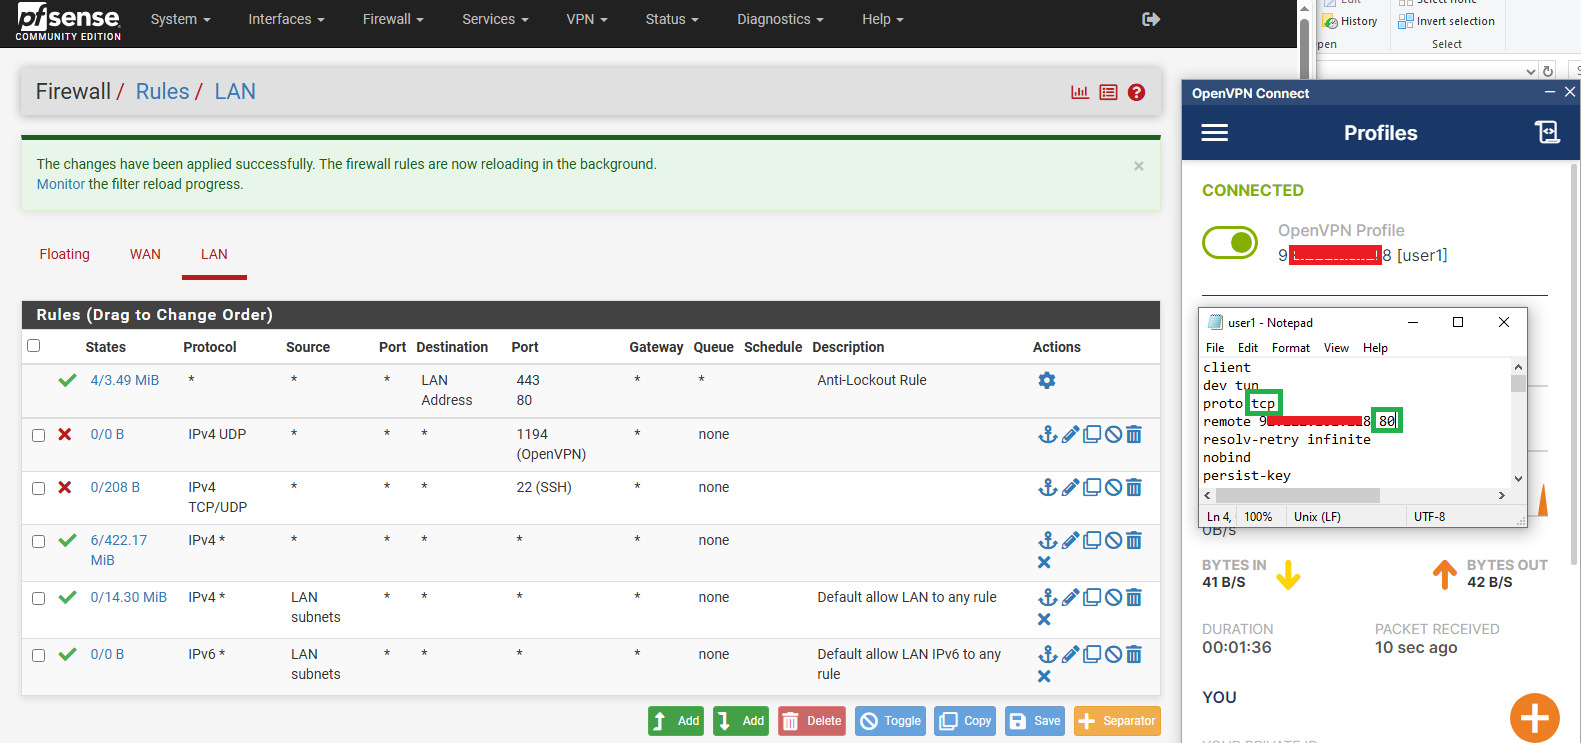 pfsense
COMMUNITY EDITION
System
Interfaces
Firewall
Services
VPN
Status
Diagnostics
Help
History
Invert selection
Select
Firewall / Rules / LAN
The changes have been applied successfully. The firewall rules are now reloading in the background.
Monitor the filter reload progress.
×
Floating
WAN
LAN
Rules (Drag to Change Order)
States Protocol Source Port Destination Port Gateway Queue Schedule Description Actions
4/3.49 MiB * * * LAN Address 443 80 * * Anti-Lockout Rule
0/0 B IPv4 UDP * * * 1194 (OpenVPN) * none
0/208 B IPv4 TCP/UDP * * * 22 (SSH) * none
6/422.17 MiB IPv4 * * * * * * none
0/14.30 MiB IPv4 * LAN subnets * * * * none Default allow LAN to any rule
0/0 B IPv6 * LAN subnets * * * * none Default allow LAN IPv6 to any rule
Add
Add
Delete
Toggle
Copy
Save
Separator
OpenVPN Connect
Profiles
CONNECTED
OpenVPN Profile
9 8 [user1]
user1 - Notepad
File Edit Format View Help
client
dev tun
proto tcp
remote 9 8 80
resolv-retry infinite
nobind
persist-key
Ln 4, 100% Unix (LF) UTF-8
0B/s
BYTES IN
41 B/S
BYTES OUT
42 B/S
DURATION
00:01:36
PACKET RECEIVED
10 sec ago
YOU